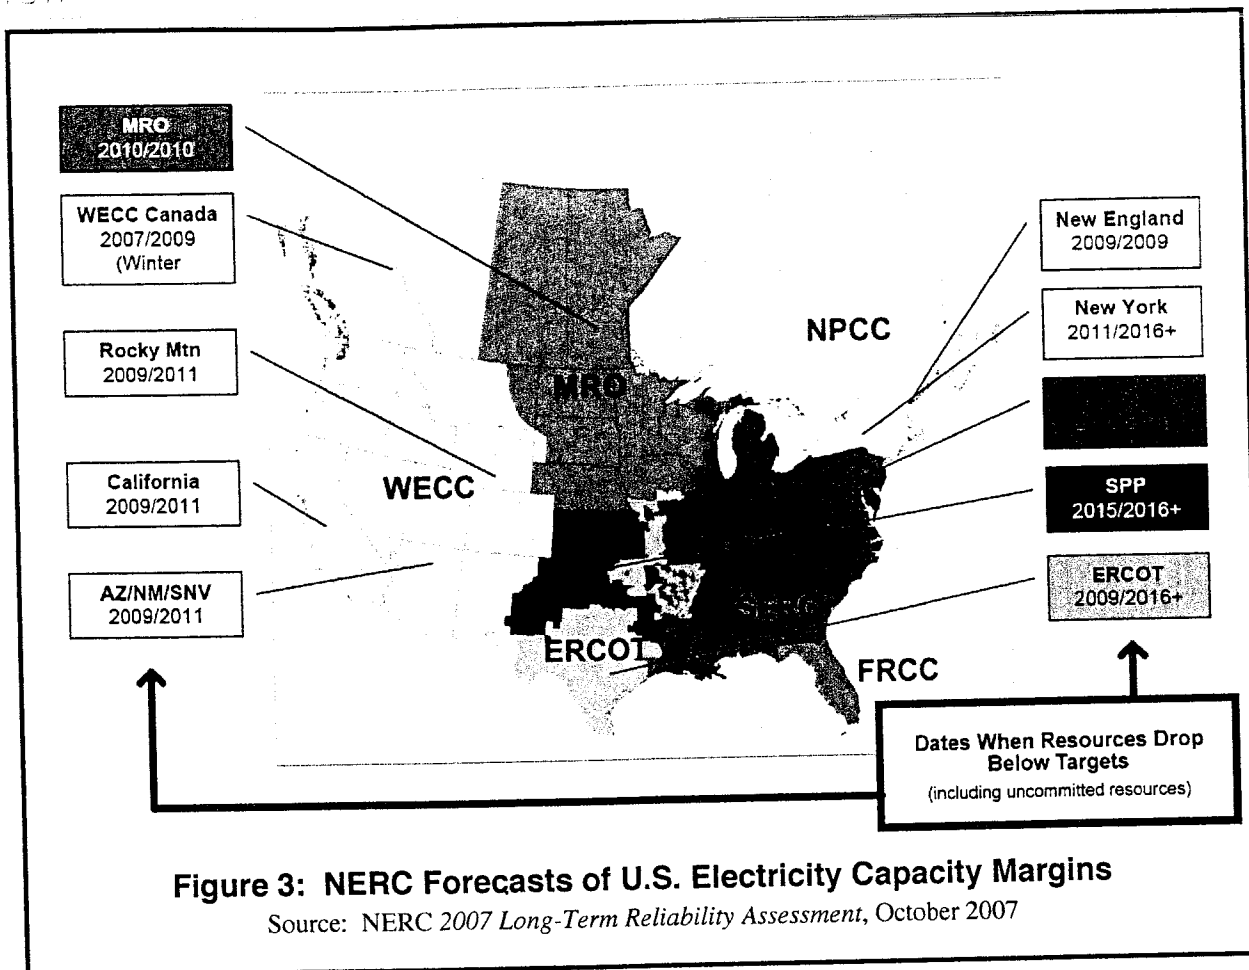 MRO
2010/2010
WECC Canada
2007/2009
(Winter
Rocky Mtn
2009/2011
California
2009/2011
AZ/NM/SNV
2009/2011
NPCC
MRO
WECC
ERCOT
FRCC
New England
2009/2009
New York
2011/2016+
SPP
2015/2016+
ERCOT
2009/2016+
Dates When Resources Drop
Below Targets
(including uncommitted resources)
Figure 3: NERC Forecasts of U.S. Electricity Capacity Margins
Source: NERC 2007 Long-Term Reliability Assessment, October 2007